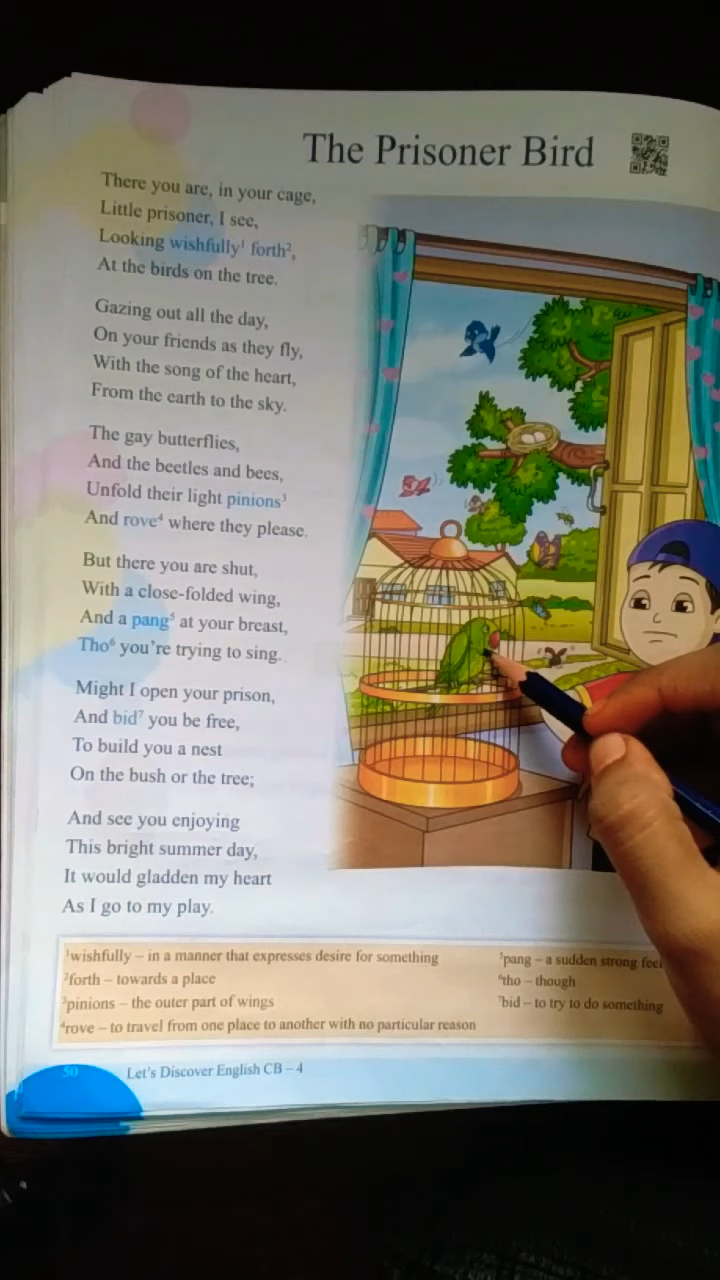 The Prisoner Bird
There you are, in your cage,
Little prisoner, I see,
Looking wishfully¹ forth²,
At the birds on the tree.
Gazing out all the day,
On your friends as they fly,
With the song of the heart,
From the earth to the sky.
The gay butterflies,
And the beetles and bees,
Unfold their light pinions³
And rove⁴ where they please.
But there you are shut,
With a close-folded wing,
And a pang⁵ at your breast,
Tho⁶ you're trying to sing.
Might I open your prison,
And bid⁷ you be free,
To build you a nest
On the bush or the tree;
And see you enjoying
This bright summer day,
It would gladden my heart
As I go to my play.
¹wishfully – in a manner that expresses desire for something
²forth – towards a place
³pinions – the outer part of wings
⁴rove – to travel from one place to another with no particular reason
⁵pang – a sudden strong
⁶tho – though
⁷bid – to try to do something
50
Let's Discover English CB – 4